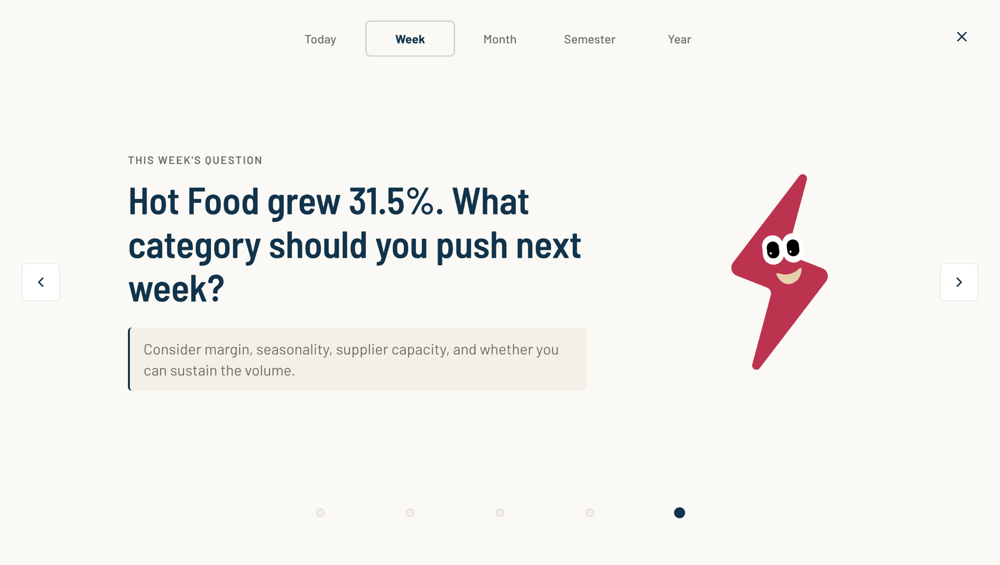 Today
Week
Month
Semester
Year
THIS WEEK'S QUESTION
Hot Food grew 31.5%. What
category should you push next
week?
Consider margin, seasonality, supplier capacity, and whether you
can sustain the volume.